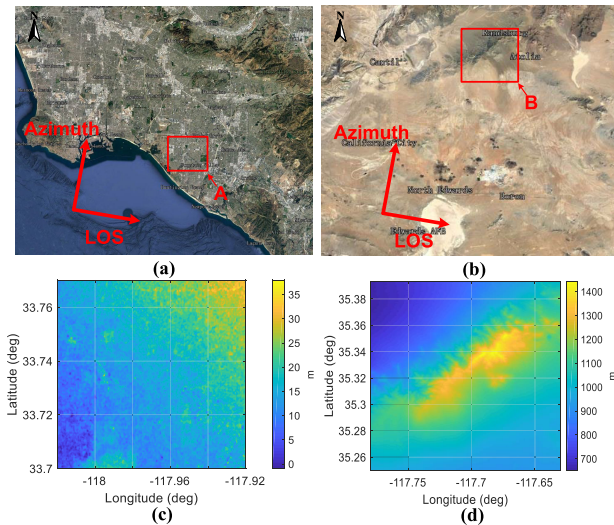 N
Azimuth
A
LOS
(a)
N
Randsburg
Cantil
Atolia
B
Azimuth
California City
North Edwards
Boron
LOS
Edwards AFB
(b)
33.76
33.74
33.72
33.7
Latitude (deg)
-118 -117.96 -117.92
Longitude (deg)
35
30
25
20
15
10
5
0
m
(c)
35.38
35.36
35.34
35.32
35.3
35.28
35.26
Latitude (deg)
-117.75 -117.7 -117.65
Longitude (deg)
1400
1300
1200
1100
1000
900
800
700
m
(d)